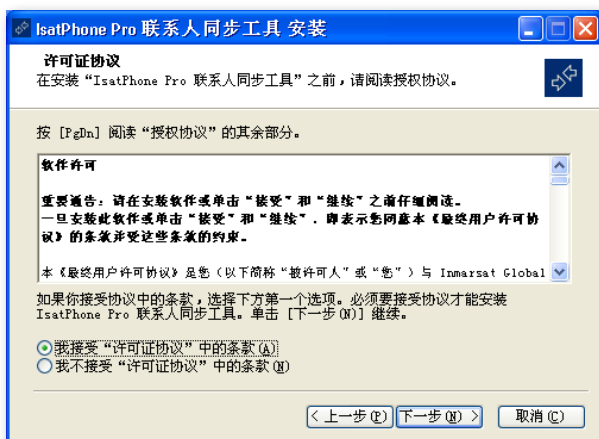 IsatPhone Pro 联系人同步工具 安装
许可证协议
在安装“IsatPhone Pro 联系人同步工具”之前，请阅读授权协议。
按 [PgDn] 阅读“授权协议”的其余部分。
软件许可
重要通告：请在安装软件或单击“接受”和“继续”之前仔细阅读。
一旦安装此软件或单击“接受”和“继续”，即表示您同意本《最终用户许可协
议》的条款并受这些条款的约束。
本《最终用户许可协议》是您（以下简称“被许可人”或“您”）与 Inmarsat Global
如果你接受协议中的条款，选择下方第一个选项。必须要接受协议才能安装
IsatPhone Pro 联系人同步工具。单击 [下一步(N)] 继续。
我接受“许可证协议”中的条款(A)
我不接受“许可证协议”中的条款(N)
< 上一步(P) 下一步(N) > 取消(C)